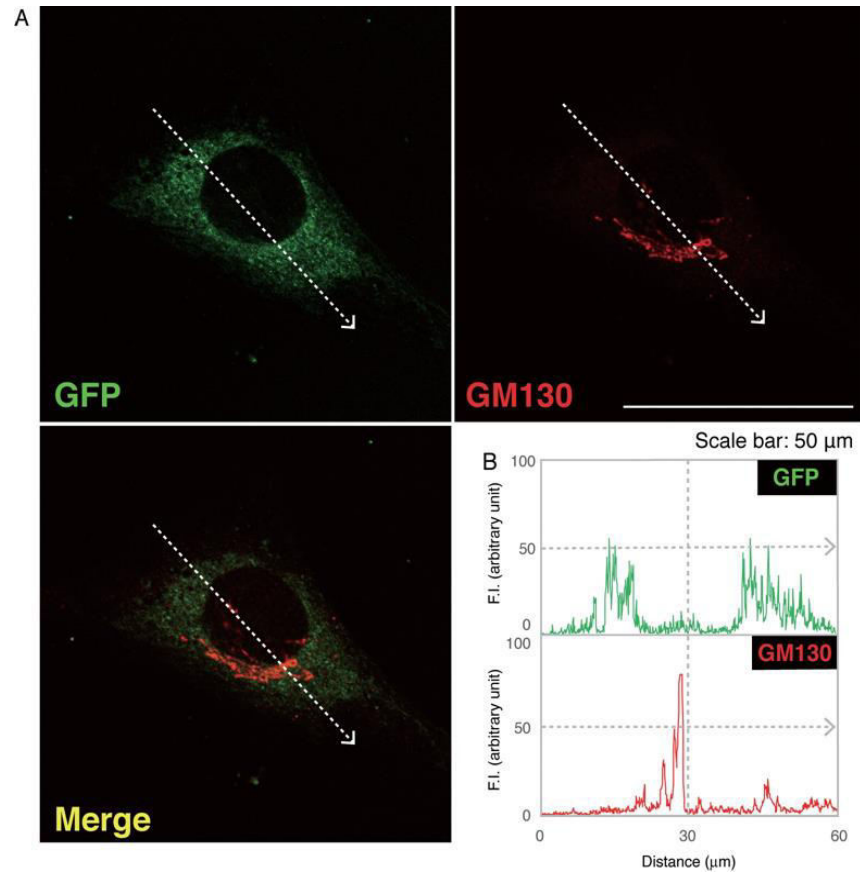 A
GFP
GM130
Scale bar: 50 µm
Merge
B
100
GFP
F.I. (arbitrary unit)
50
0
100
GM130
F.I. (arbitrary unit)
50
0
0
30
60
Distance (µm)